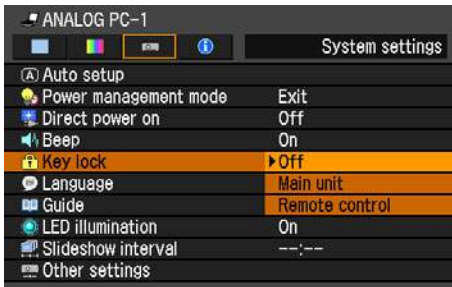 ANALOG PC-1
System settings
Auto setup
Power management mode Exit
Direct power on Off
Beep On
Key lock Off
Language Main unit
Guide Remote control
LED illumination On
Slideshow interval --:--
Other settings